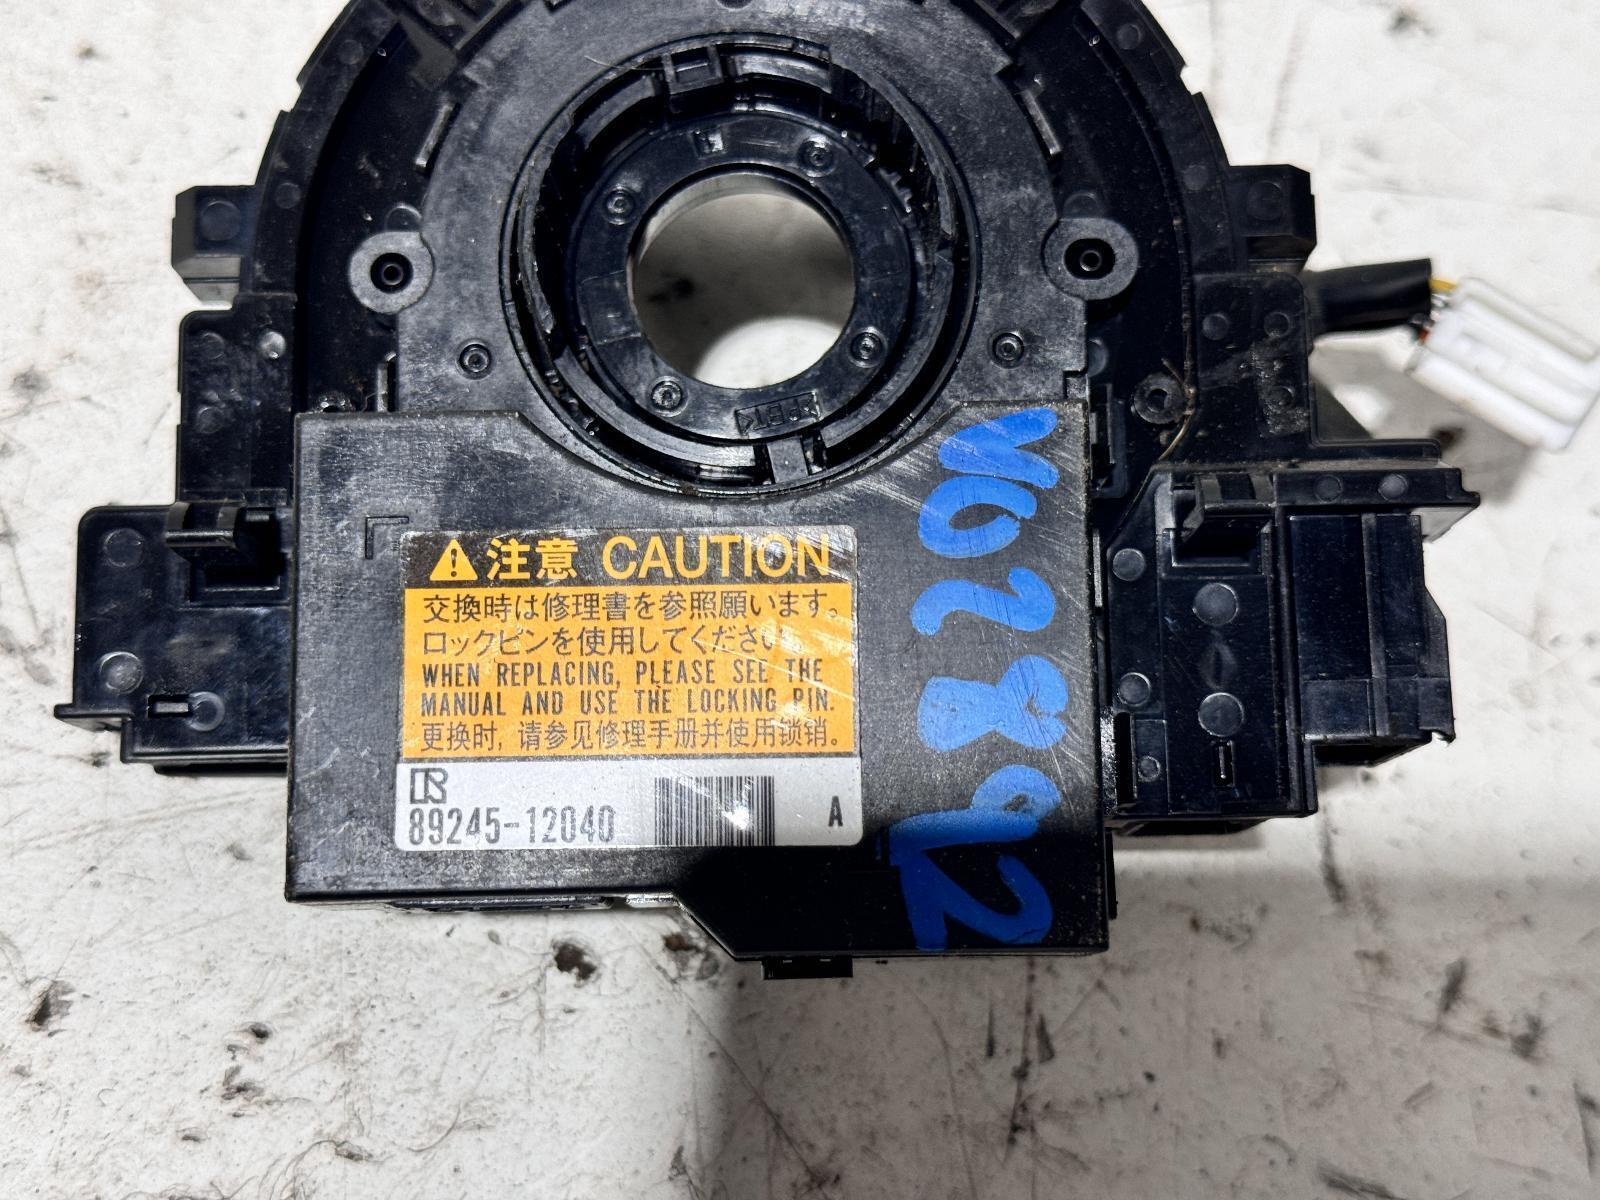 注意 CAUTION
交換時は修理書を参照願います。
ロックピンを使用してください
WHEN REPLACING, PLEASE SEE THE
MANUAL AND USE THE LOCKING PIN.
更换时, 请参见修理手册并使用锁销。
89245-12040 A
>PBT<